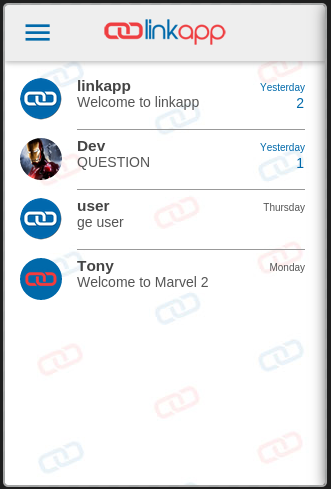 linkapp
linkapp
Yesterday
Welcome to linkapp
2
Dev
Yesterday
QUESTION
1
user
Thursday
ge user
Tony
Monday
Welcome to Marvel 2